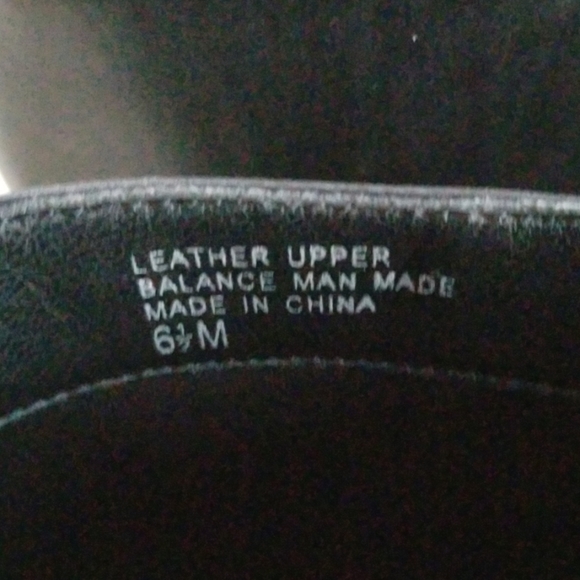 LEATHER UPPER
BALANCE MAN MADE
MADE IN CHINA
6½M